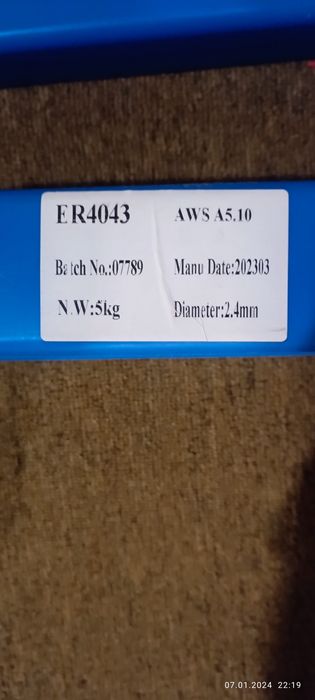 ER4043 AWS A5.10
Batch No.:07789 Manu Date:202303
N.W:5kg Diameter:2.4mm
07.01.2024 22:19